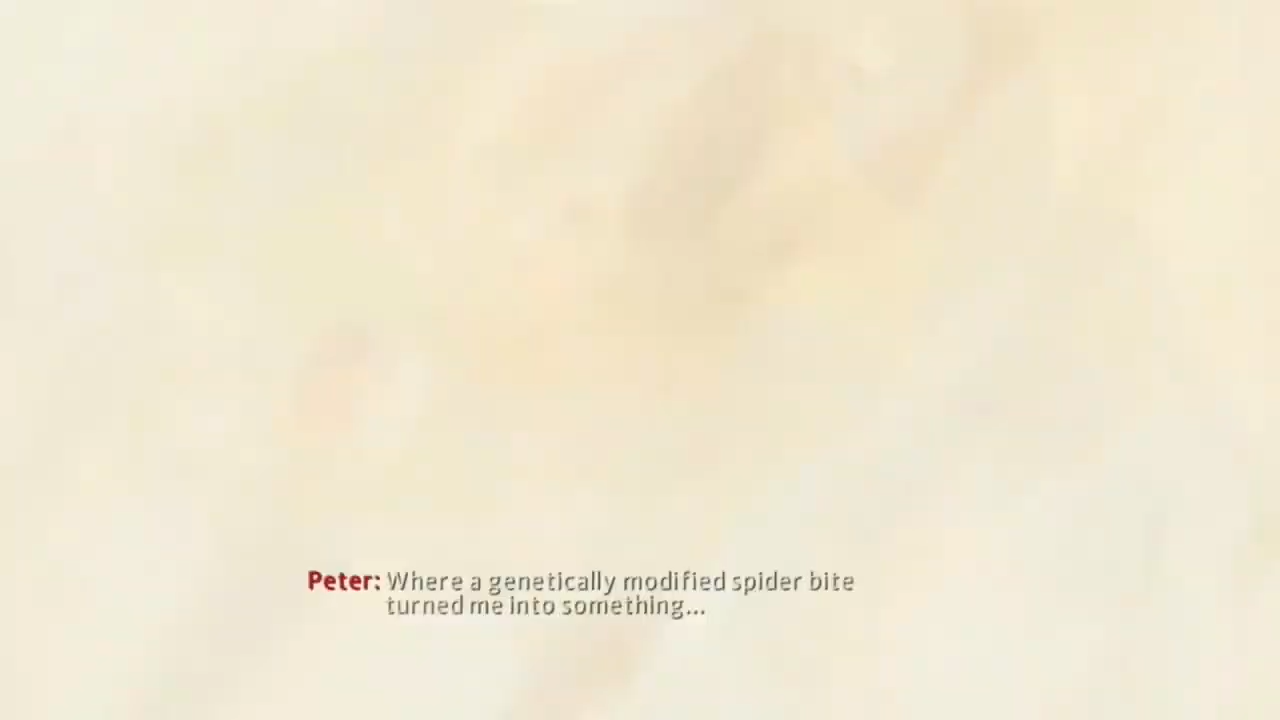 Peter: Where a genetically modified spider bite
turned me into something...